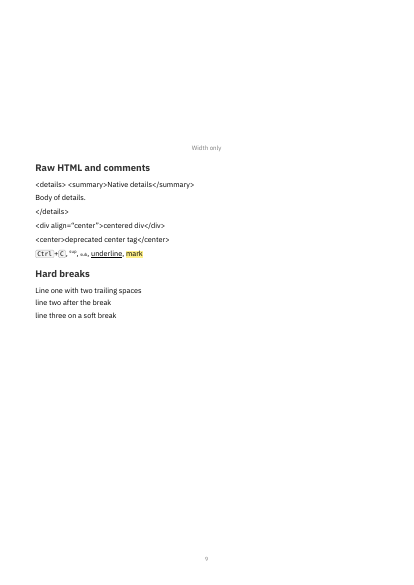 Width only
Raw HTML and comments
<details> <summary>Native details</summary>
Body of details.
</details>
<div align="center">centered div</div>
<center>deprecated center tag</center>
Ctrl+C, sup, sub, underline, mark
Hard breaks
Line one with two trailing spaces
line two after the break
line three on a soft break
9